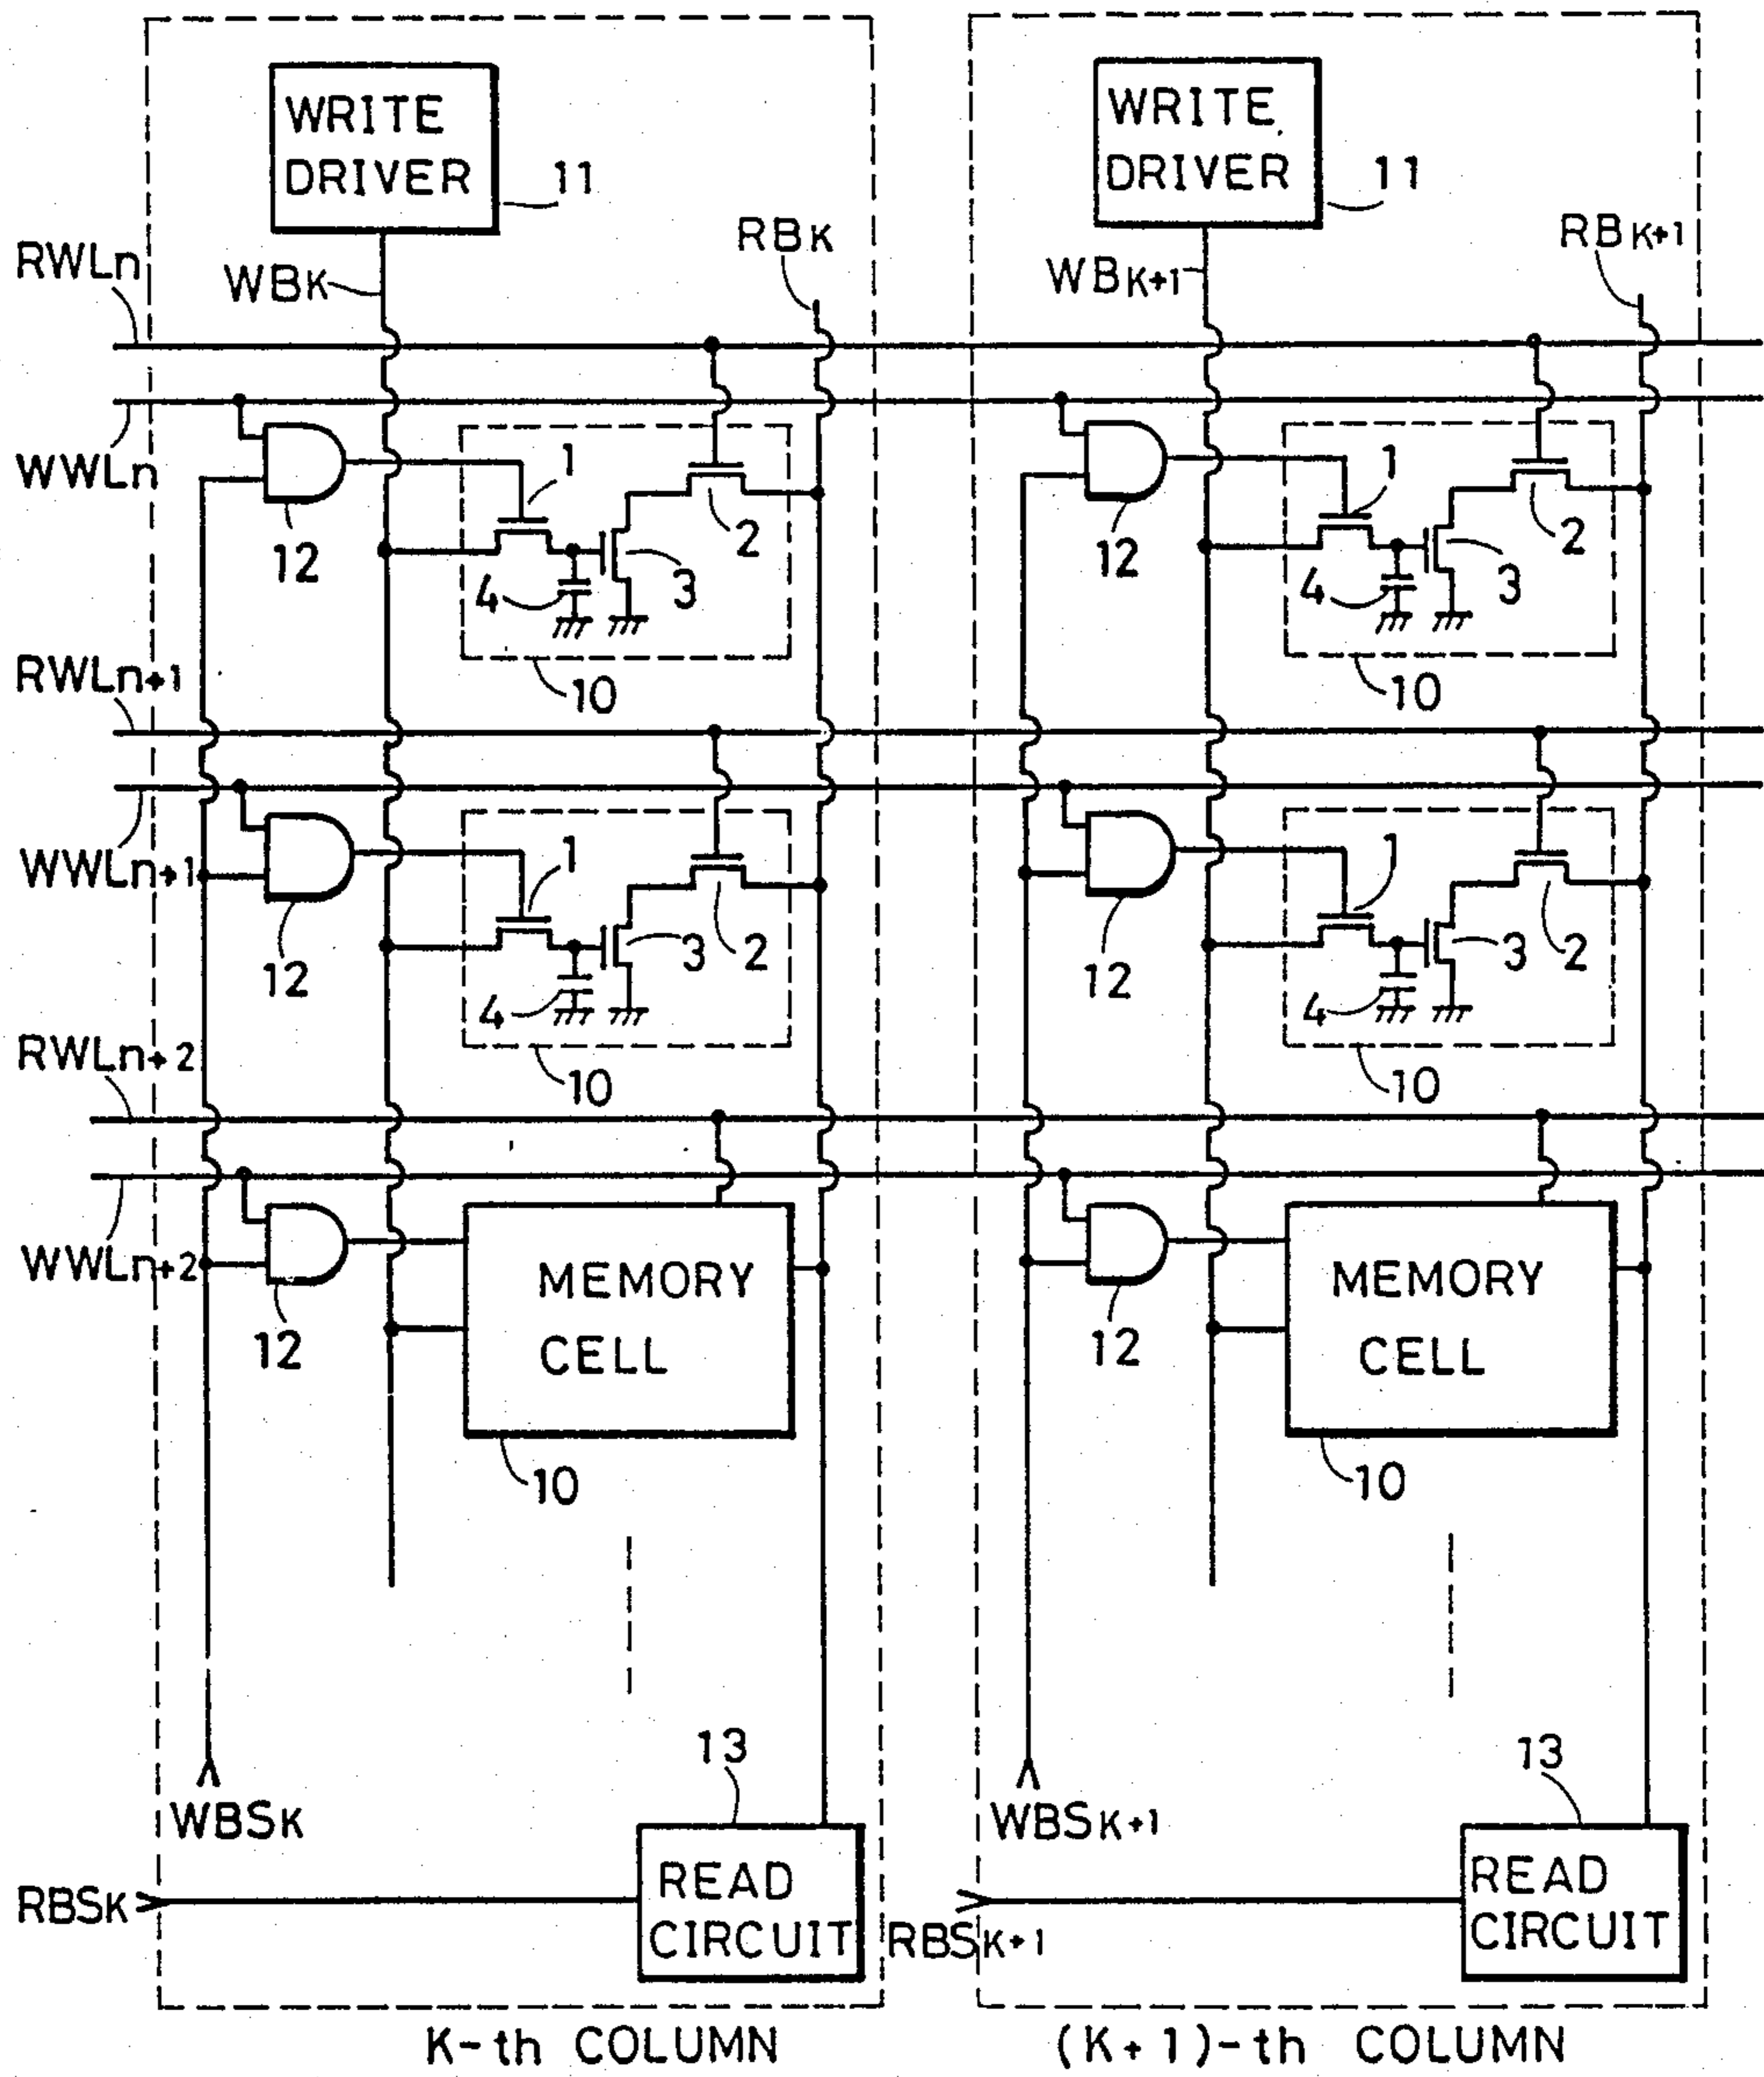 WRITE
DRIVER
11
WRITE
DRIVER
11
RWLn
WBK
RBK
WBK+1
RBK+1
WWLn
12
1
2
3
4
10
12
1
2
3
4
10
RWLn+1
WWLn+1
12
1
2
3
4
10
12
1
2
3
4
10
RWLn+2
WWLn+2
12
MEMORY
CELL
10
12
MEMORY
CELL
10
WBSK
13
WBSK+1
13
RBSK
READ
CIRCUIT
RBSK+1
READ
CIRCUIT
K-th COLUMN
(K+1)-th COLUMN